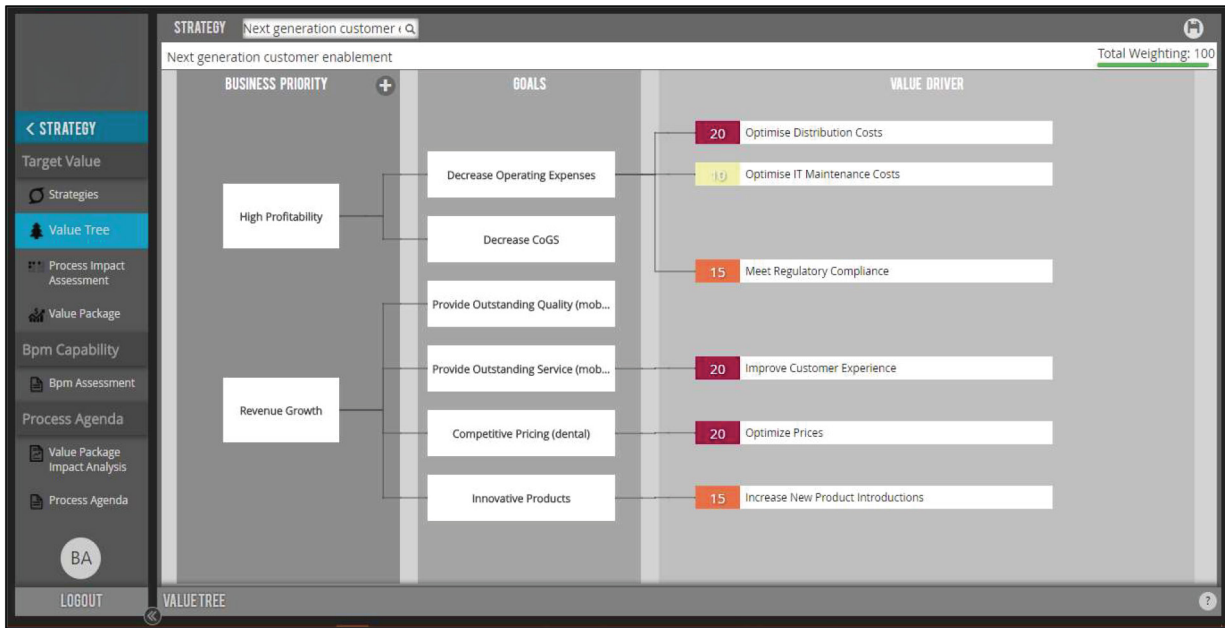 STRATEGY
Next generation customer e
Next generation customer enablement
Total Weighting: 100
BUSINESS PRIORITY
GOALS
VALUE DRIVER
< STRATEGY
Target Value
Strategies
Value Tree
Process Impact
Assessment
Value Package
Bpm Capability
Bpm Assessment
Process Agenda
Value Package
Impact Analysis
Process Agenda
BA
LOGOUT
High Profitability
Revenue Growth
Decrease Operating Expenses
Decrease CoGS
Provide Outstanding Quality (mob...
Provide Outstanding Service (mob...
Competitive Pricing (dental)
Innovative Products
20 Optimise Distribution Costs
10 Optimise IT Maintenance Costs
15 Meet Regulatory Compliance
20 Improve Customer Experience
20 Optimize Prices
15 Increase New Product Introductions
VALUE TREE
?